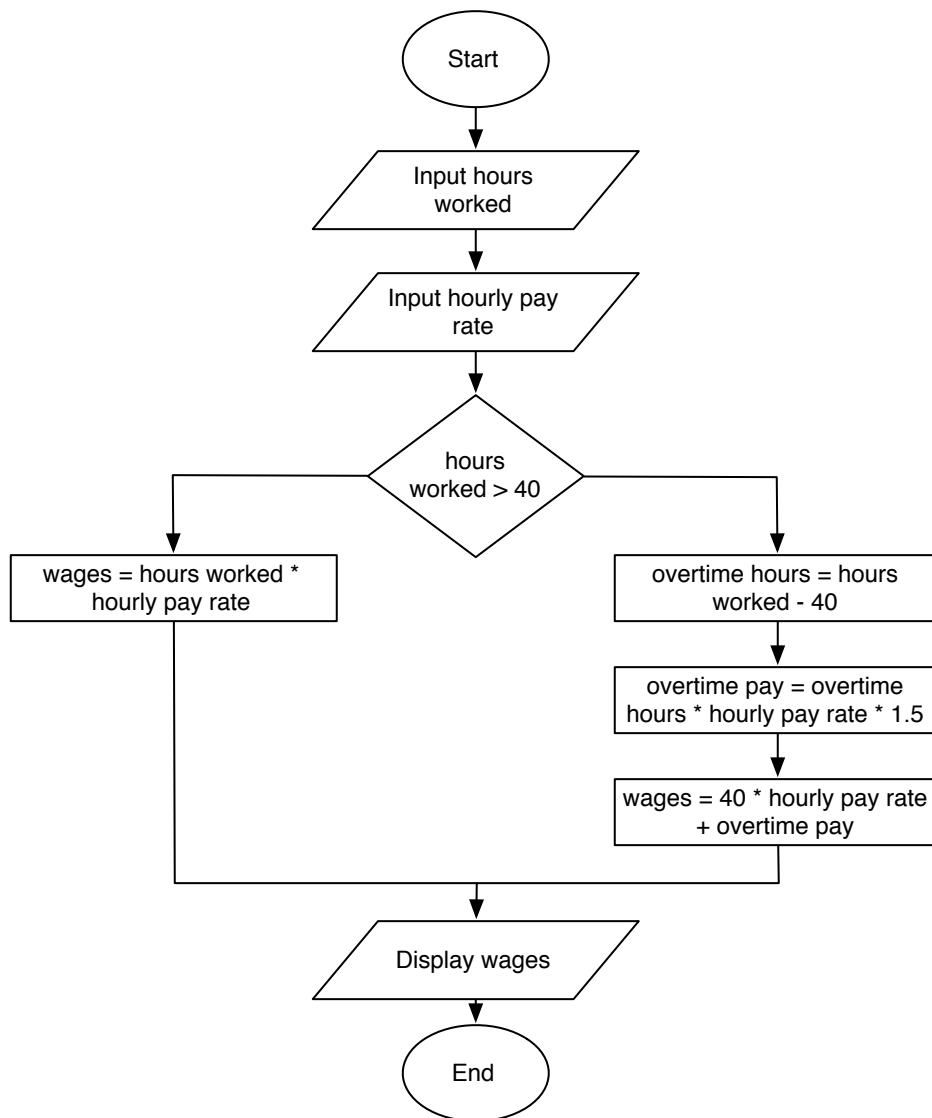 Start
Input hours
worked
Input hourly pay
rate
hours
worked > 40
wages = hours worked *
hourly pay rate
overtime hours = hours
worked - 40
overtime pay = overtime
hours * hourly pay rate * 1.5
wages = 40 * hourly pay rate
+ overtime pay
Display wages
End